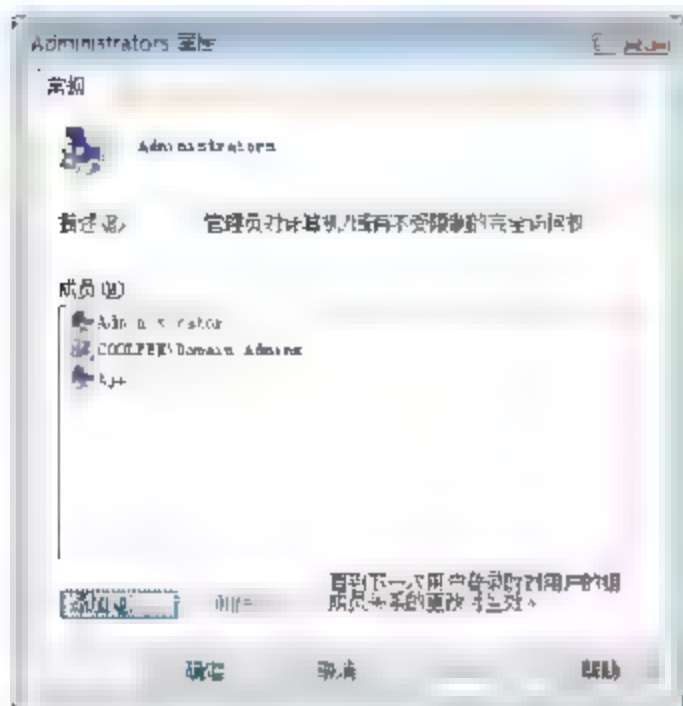 Administrators 属性
常规
Administrators
描述(E):
管理员对计算机/域有不受限制的完全访问权
成员(M)
Administrator
COOLPEN\Domain Admins
添加(D)...
直到下一次用户登录时对用户的组
成员关系的更改才生效。
确定
取消
帮助